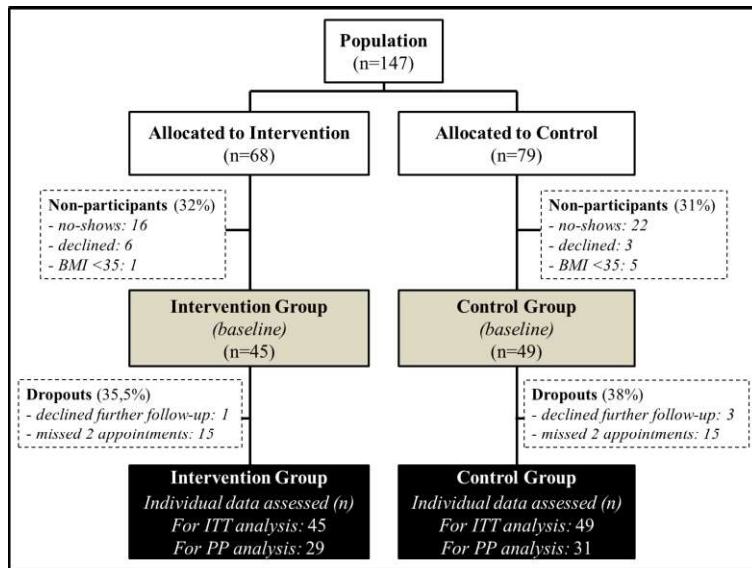 Population
(n=147)
Allocated to Intervention
(n=68)
Allocated to Control
(n=79)
Non-participants (32%)
- no-shows: 16
- declined: 6
- BMI <35: 1
Non-participants (31%)
- no-shows: 22
- declined: 3
- BMI <35: 5
Intervention Group
(baseline)
(n=45)
Control Group
(baseline)
(n=49)
Dropouts (35,5%)
- declined further follow-up: 1
- missed 2 appointments: 15
Dropouts (38%)
- declined further follow-up: 3
- missed 2 appointments: 15
Intervention Group
Individual data assessed (n)
For ITT analysis: 45
For PP analysis: 29
Control Group
Individual data assessed (n)
For ITT analysis: 49
For PP analysis: 31